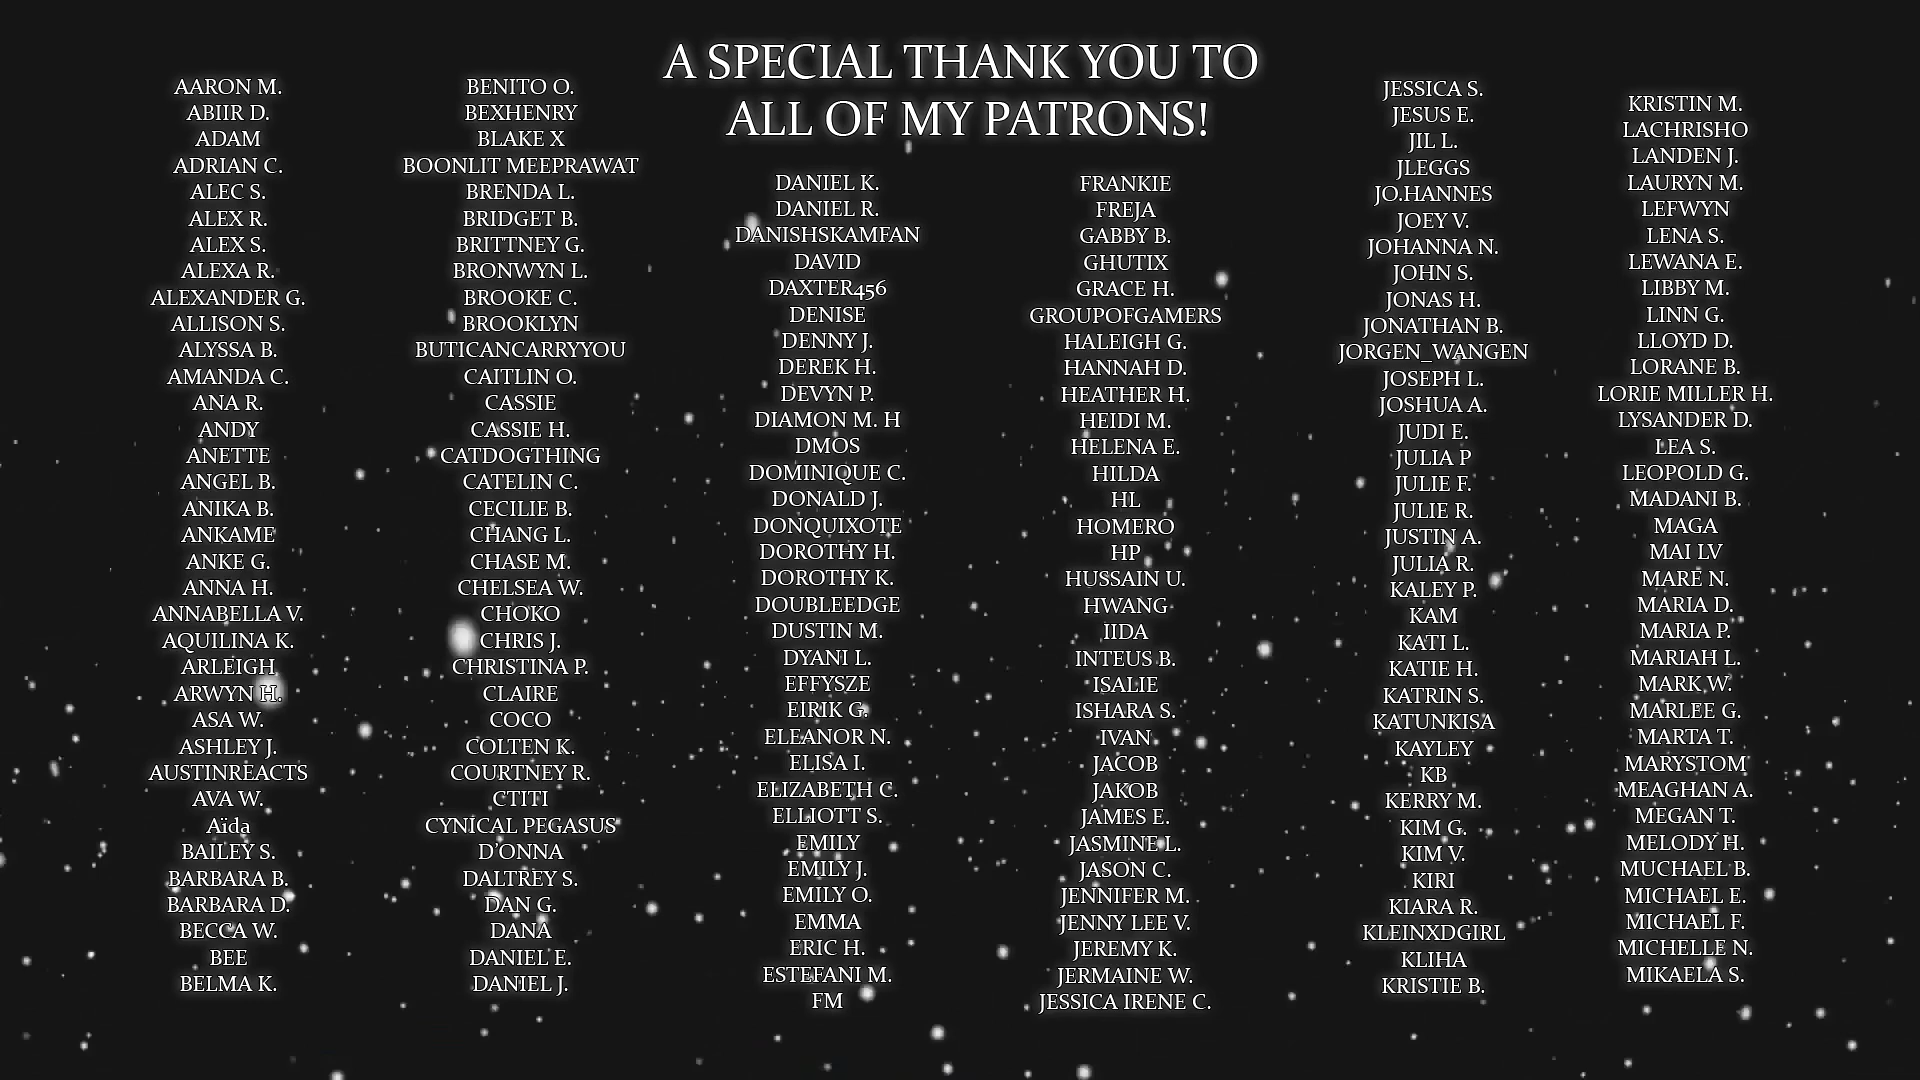 A SPECIAL THANK YOU TO
ALL OF MY PATRONS!
AARON M.
ABIIR D.
ADAM
ADRIAN C.
ALEC S.
ALEX R.
ALEX S.
ALEXA R.
ALEXANDER G.
ALLISON S.
ALYSSA B.
AMANDA C.
ANA R.
ANDY
ANETTE
ANGEL B.
ANIKA B.
ANKAME
ANKE G.
ANNA H.
ANNABELLA V.
AQUILINA K.
ARLEIGH
ARWYN H.
ASA W.
ASHLEY J.
AUSTINREACTS
AVA W.
Aïda
BAILEY S.
BARBARA B.
BARBARA D.
BECCA W.
BEE
BELMA K.
BENITO O.
BEXHENRY
BLAKE X
BOONLIT MEEPRAWAT
BRENDA L.
BRIDGET B.
BRITTNEY G.
BRONWYN L.
BROOKE C.
BROOKLYN
BUTICANCARRYYOU
CAITLIN O.
CASSIE
CASSIE H.
CATDOGTHING
CATELIN C.
CECILIE B.
CHANG L.
CHASE M.
CHELSEA W.
CHOKO
CHRIS J.
CHRISTINA P.
CLAIRE
COCO
COLTEN K.
COURTNEY R.
CTITI
CYNICAL PEGASUS
D'ONNA
DALTREY S.
DAN G.
DANA
DANIEL E.
DANIEL J.
DANIEL K.
DANIEL R.
DANISHSKAMFAN
DAVID
DAXTER456
DENISE
DENNY J.
DEREK H.
DEVYN P.
DIAMON M. H
DMOS
DOMINIQUE C.
DONALD J.
DONQUIXOTE
DOROTHY H.
DOROTHY K.
DOUBLEEDGE
DUSTIN M.
DYANI L.
EFFYSZE
EIRIK G.
ELEANOR N.
ELISA I.
ELIZABETH C.
ELLIOTT S.
EMILY
EMILY J.
EMILY O.
EMMA
ERIC H.
ESTEFANI M.
FM
FRANKIE
FREJA
GABBY B.
GHUTIX
GRACE H.
GROUPOFGAMERS
HALEIGH G.
HANNAH D.
HEATHER H.
HEIDI M.
HELENA E.
HILDA
HL
HOMERO
HP
HUSSAIN U.
HWANG
IIDA
INTEUS B.
ISALIE
ISHARA S.
IVAN
JACOB
JAKOB
JAMES E.
JASMINE L.
JASON C.
JENNIFER M.
JENNY LEE V.
JEREMY K.
JERMAINE W.
JESSICA IRENE C.
JESSICA S.
JESUS E.
JIL L.
JLEGGS
JO.HANNES
JOEY V.
JOHANNA N.
JOHN S.
JONAS H.
JONATHAN B.
JORGEN_WANGEN
JOSEPH L.
JOSHUA A.
JUDI E.
JULIA P
JULIE F.
JULIE R.
JUSTIN A.
JULIA R.
KALEY P.
KAM
KATI L.
KATIE H.
KATRIN S.
KATUNKISA
KAYLEY
KB
KERRY M.
KIM G.
KIM V.
KIRI
KIARA R.
KLEINXDGIRL
KLIHA
KRISTIE B.
KRISTIN M.
LACHRISHO
LANDEN J.
LAURYN M.
LEFWYN
LENA S.
LEWANA E.
LIBBY M.
LINN G.
LLOYD D.
LORANE B.
LORIE MILLER H.
LYSANDER D.
LEA S.
LEOPOLD G.
MADANI B.
MAGA
MAI LV
MARE N.
MARIA D.
MARIA P.
MARIAH L.
MARK W.
MARLEE G.
MARTA T.
MARYSTOM
MEAGHAN A.
MEGAN T.
MELODY H.
MUCHAEL B.
MICHAEL E.
MICHAEL F.
MICHELLE N.
MIKAELA S.